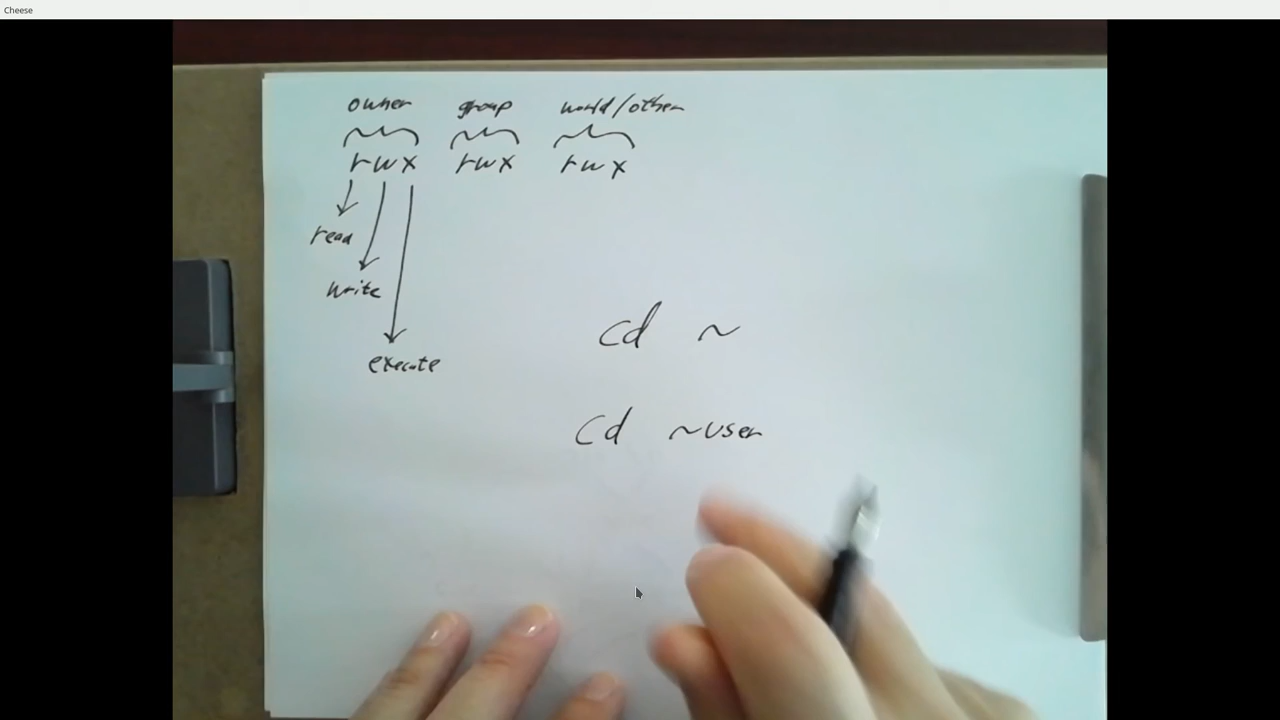 Cheese
owner group world/other
rwx rwx rwx
read
write
execute
cd ~
cd ~user